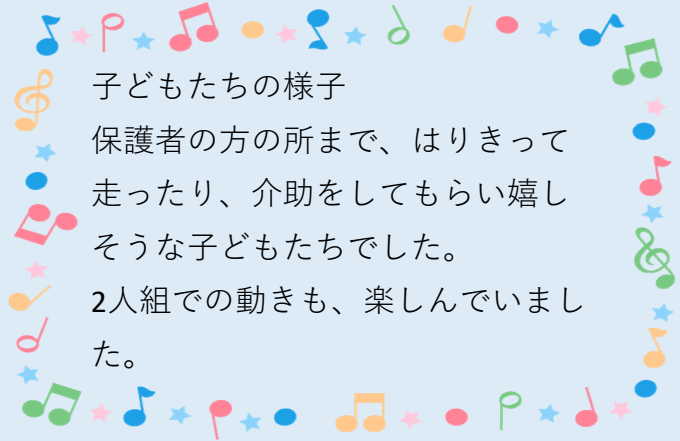 子どもたちの様子
保護者の方の所まで、はりきって
走ったり、介助をしてもらい嬉し
そうな子どもたちでした。
2人組での動きも、楽しんでいまし
た。